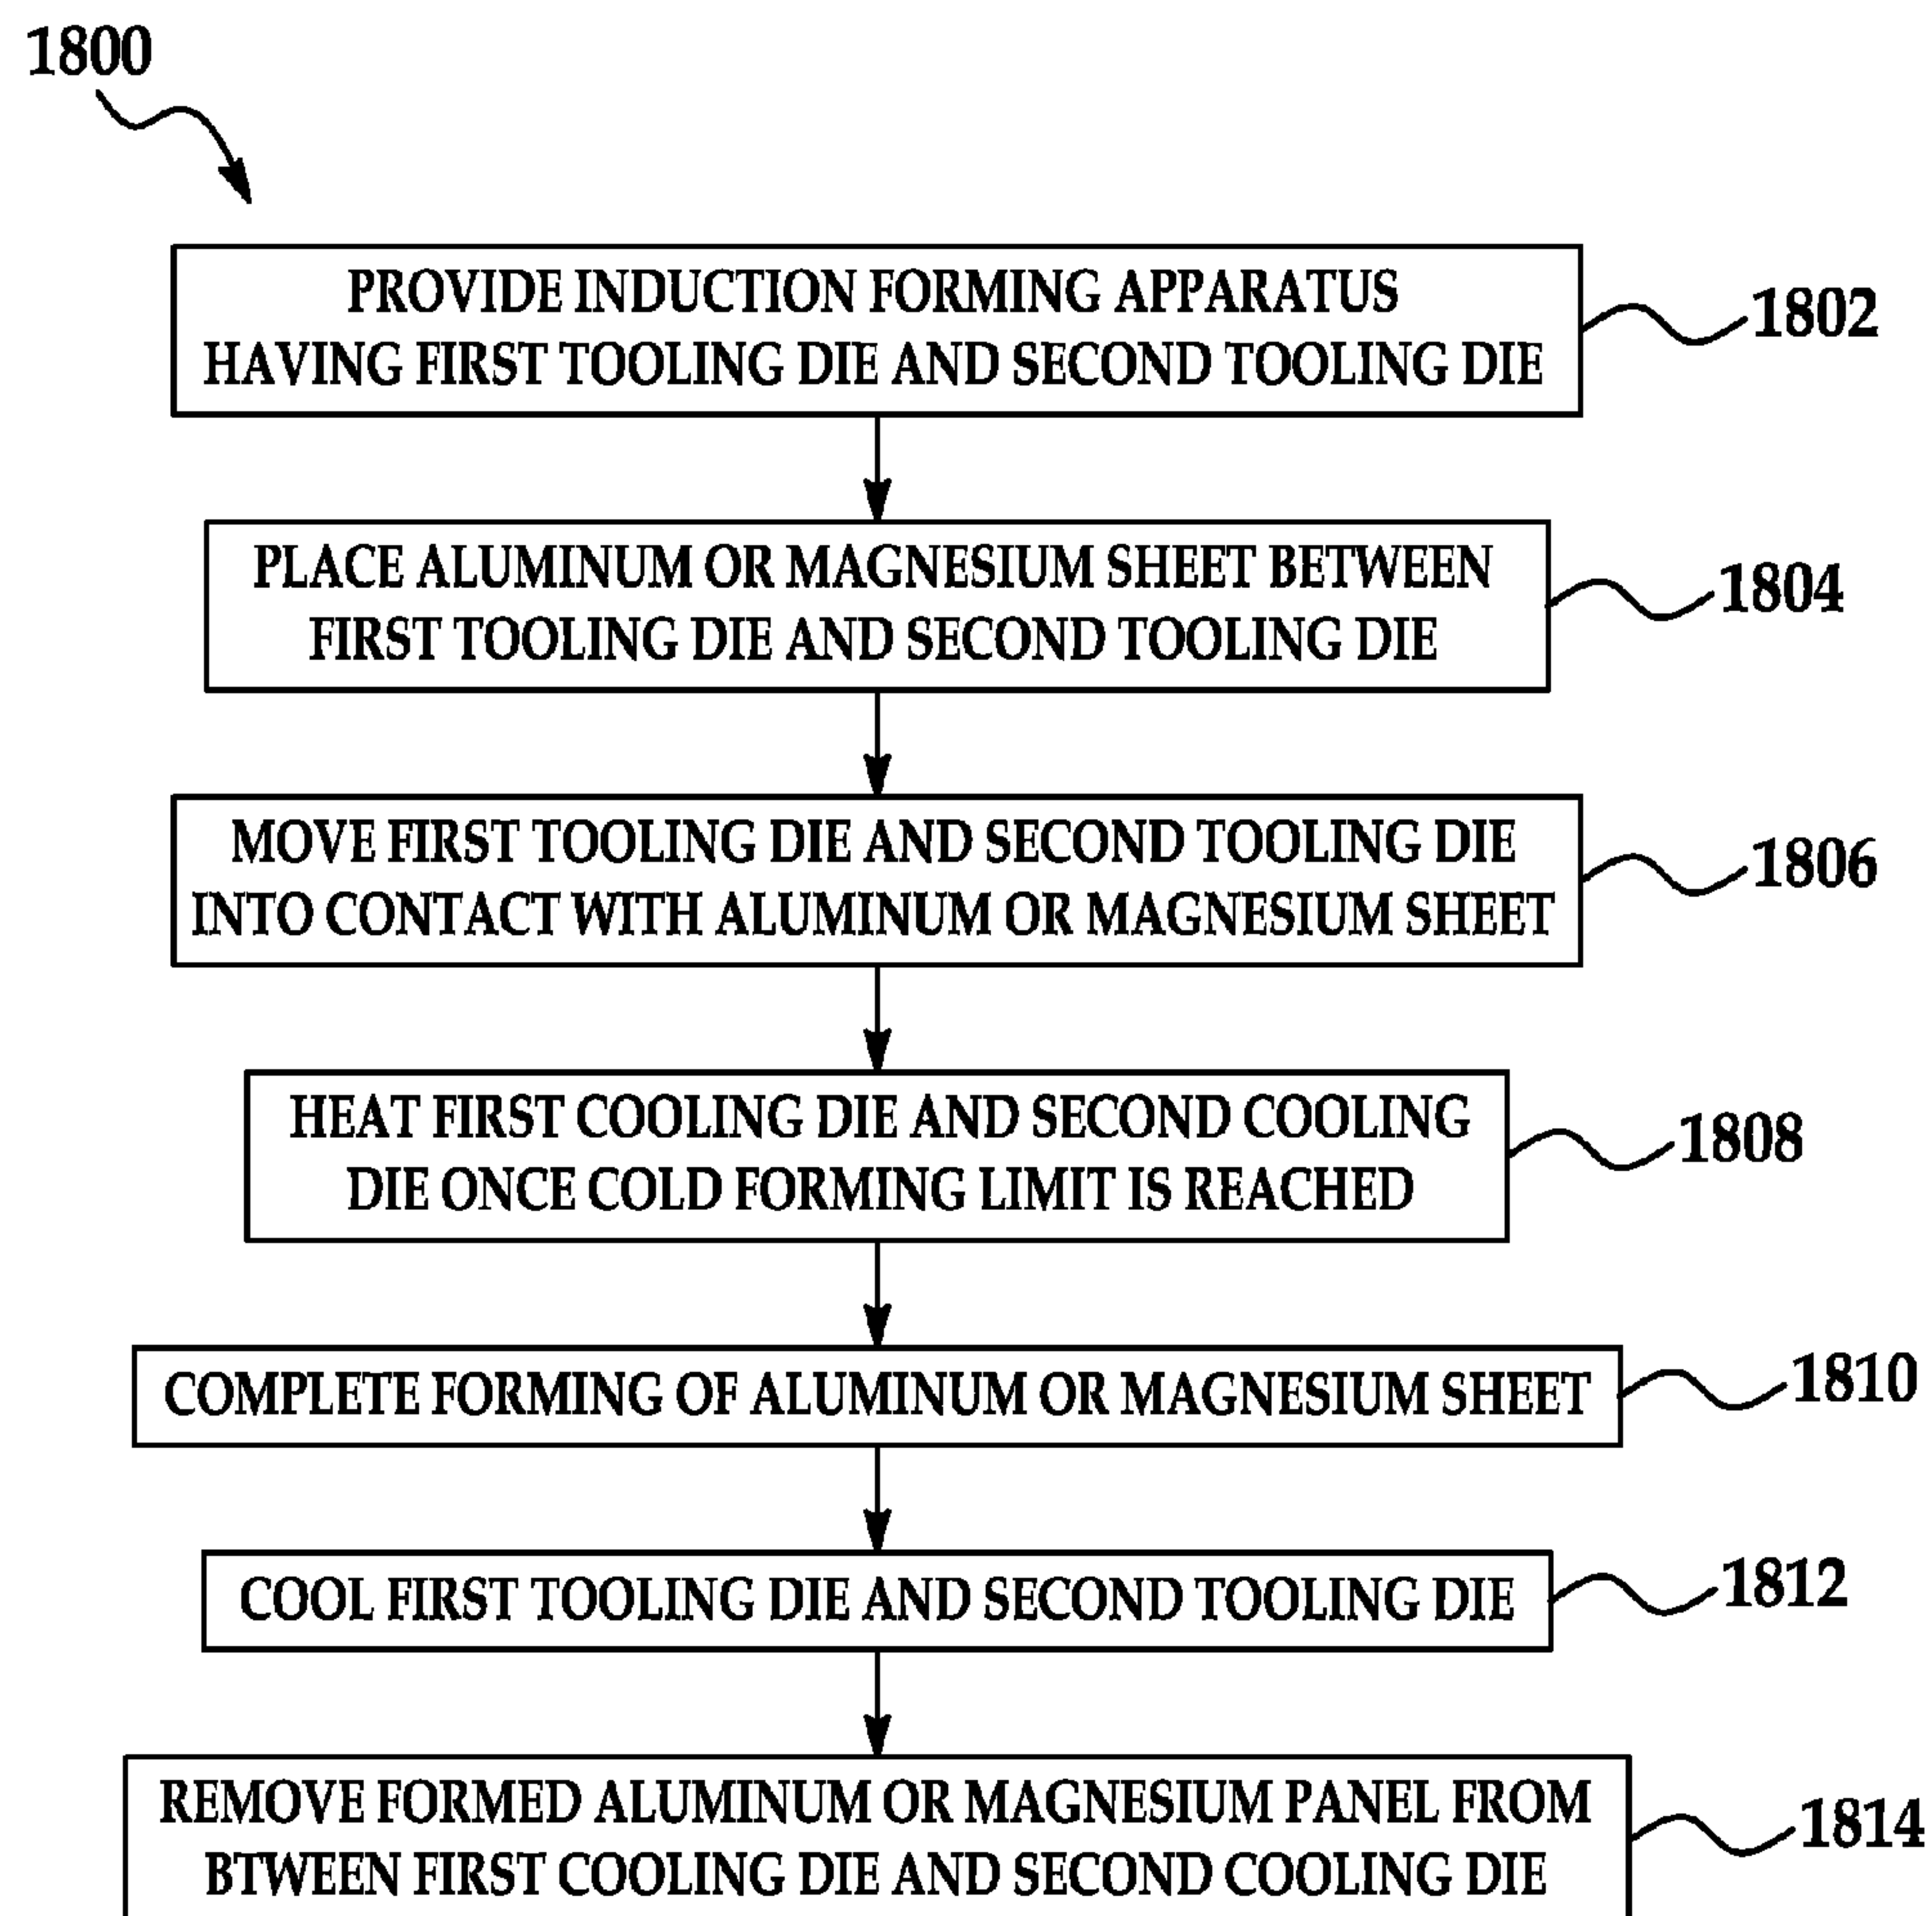 1800
PROVIDE INDUCTION FORMING APPARATUS
HAVING FIRST TOOLING DIE AND SECOND TOOLING DIE
1802
PLACE ALUMINUM OR MAGNESIUM SHEET BETWEEN
FIRST TOOLING DIE AND SECOND TOOLING DIE
1804
MOVE FIRST TOOLING DIE AND SECOND TOOLING DIE
INTO CONTACT WITH ALUMINUM OR MAGNESIUM SHEET
1806
HEAT FIRST COOLING DIE AND SECOND COOLING
DIE ONCE COLD FORMING LIMIT IS REACHED
1808
COMPLETE FORMING OF ALUMINUM OR MAGNESIUM SHEET
1810
COOL FIRST TOOLING DIE AND SECOND TOOLING DIE
1812
REMOVE FORMED ALUMINUM OR MAGNESIUM PANEL FROM
BTWEEN FIRST COOLING DIE AND SECOND COOLING DIE
1814